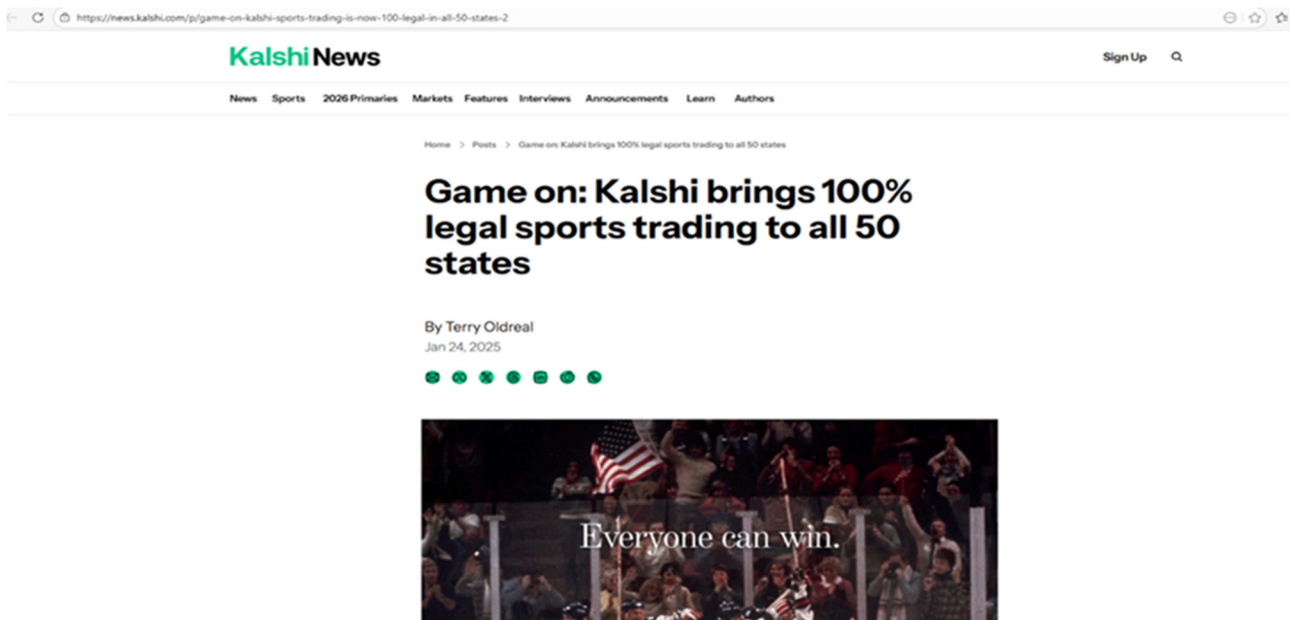 https://news.kalshi.com/p/game-on-kalshi-sports-trading-is-now-100-legal-in-all-50-states-2
Kalshi News
Sign Up
News Sports 2026 Primaries Markets Features Interviews Announcements Learn Authors
Home > Posts > Game on: Kalshi brings 100% legal sports trading to all 50 states
Game on: Kalshi brings 100%
legal sports trading to all 50
states
By Terry Oldreal
Jan 24, 2025
Everyone can win.